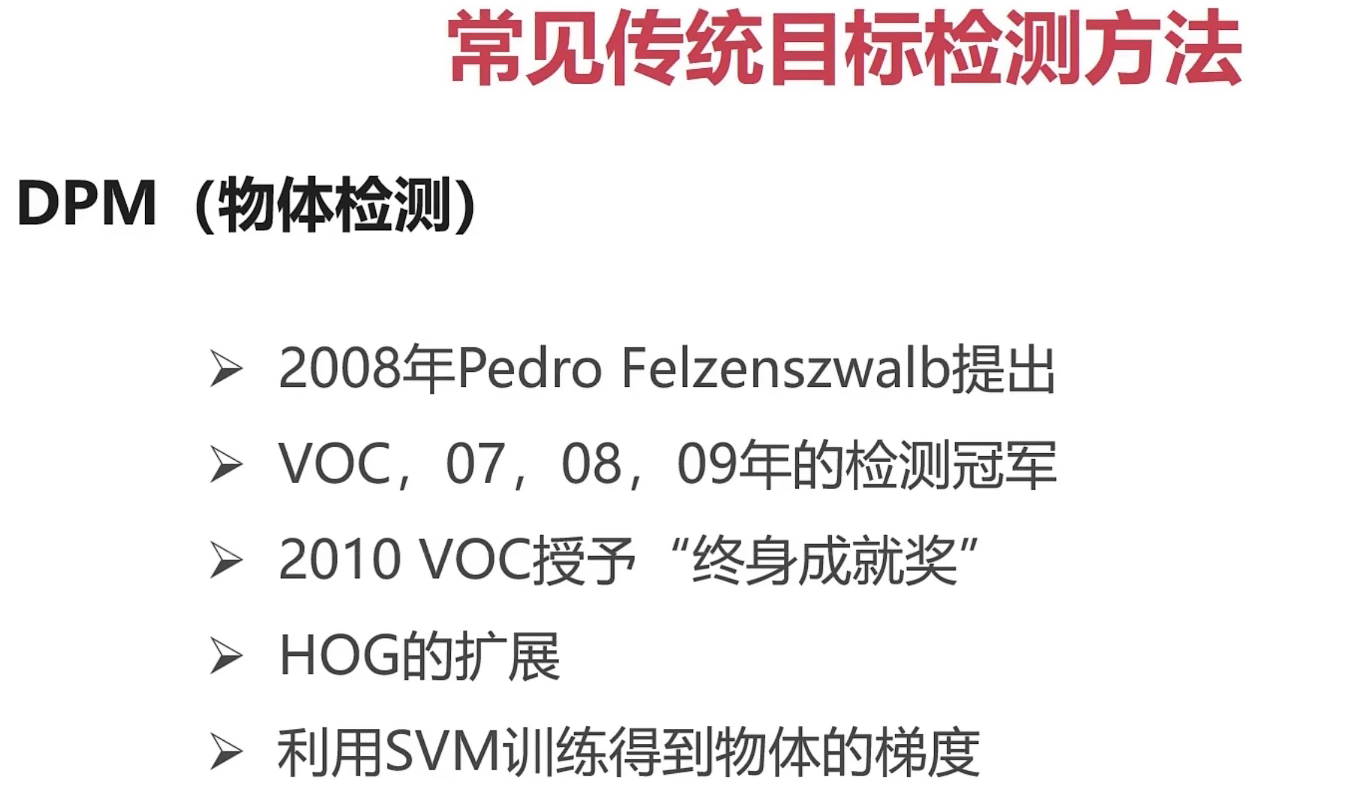 常见传统目标检测方法
DPM（物体检测）
➢ 2008年Pedro Felzenszwalb提出
➢ VOC，07，08，09年的检测冠军
➢ 2010 VOC授予“终身成就奖”
➢ HOG的扩展
➢ 利用SVM训练得到物体的梯度